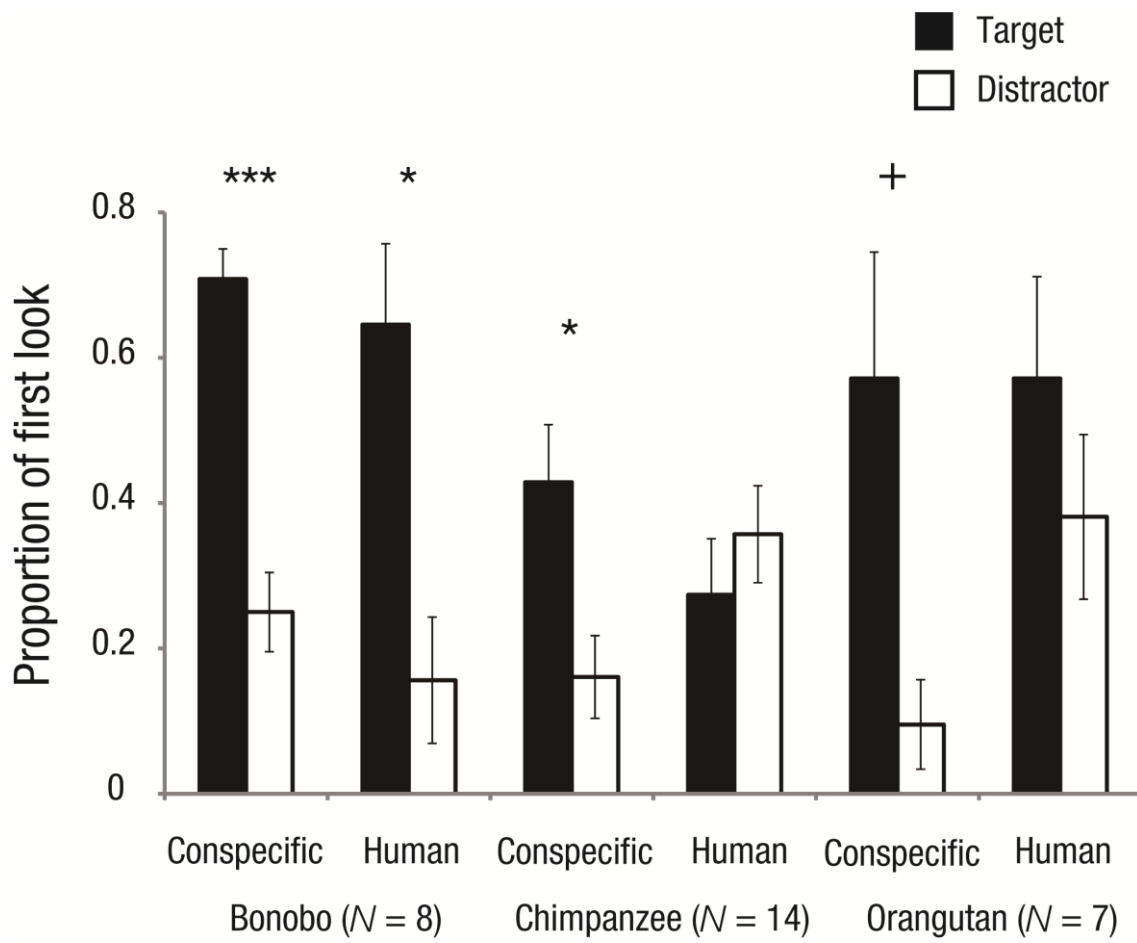 Target
Distractor
*** * +
0.8
*
0.6
0.4
0.2
0
Proportion of first look
Conspecific Human Conspecific Human Conspecific Human
Bonobo (N = 8) Chimpanzee (N = 14) Orangutan (N = 7)